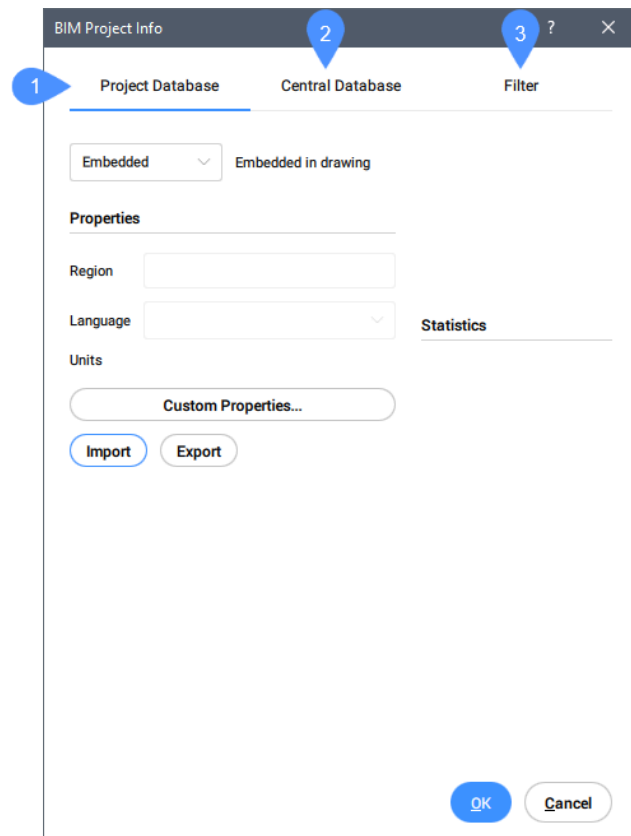 BIM Project Info 2 3 ? ×
1 Project Database Central Database Filter
Embedded Embedded in drawing
Properties
Region
Language Statistics
Units
Custom Properties...
Import Export
OK Cancel